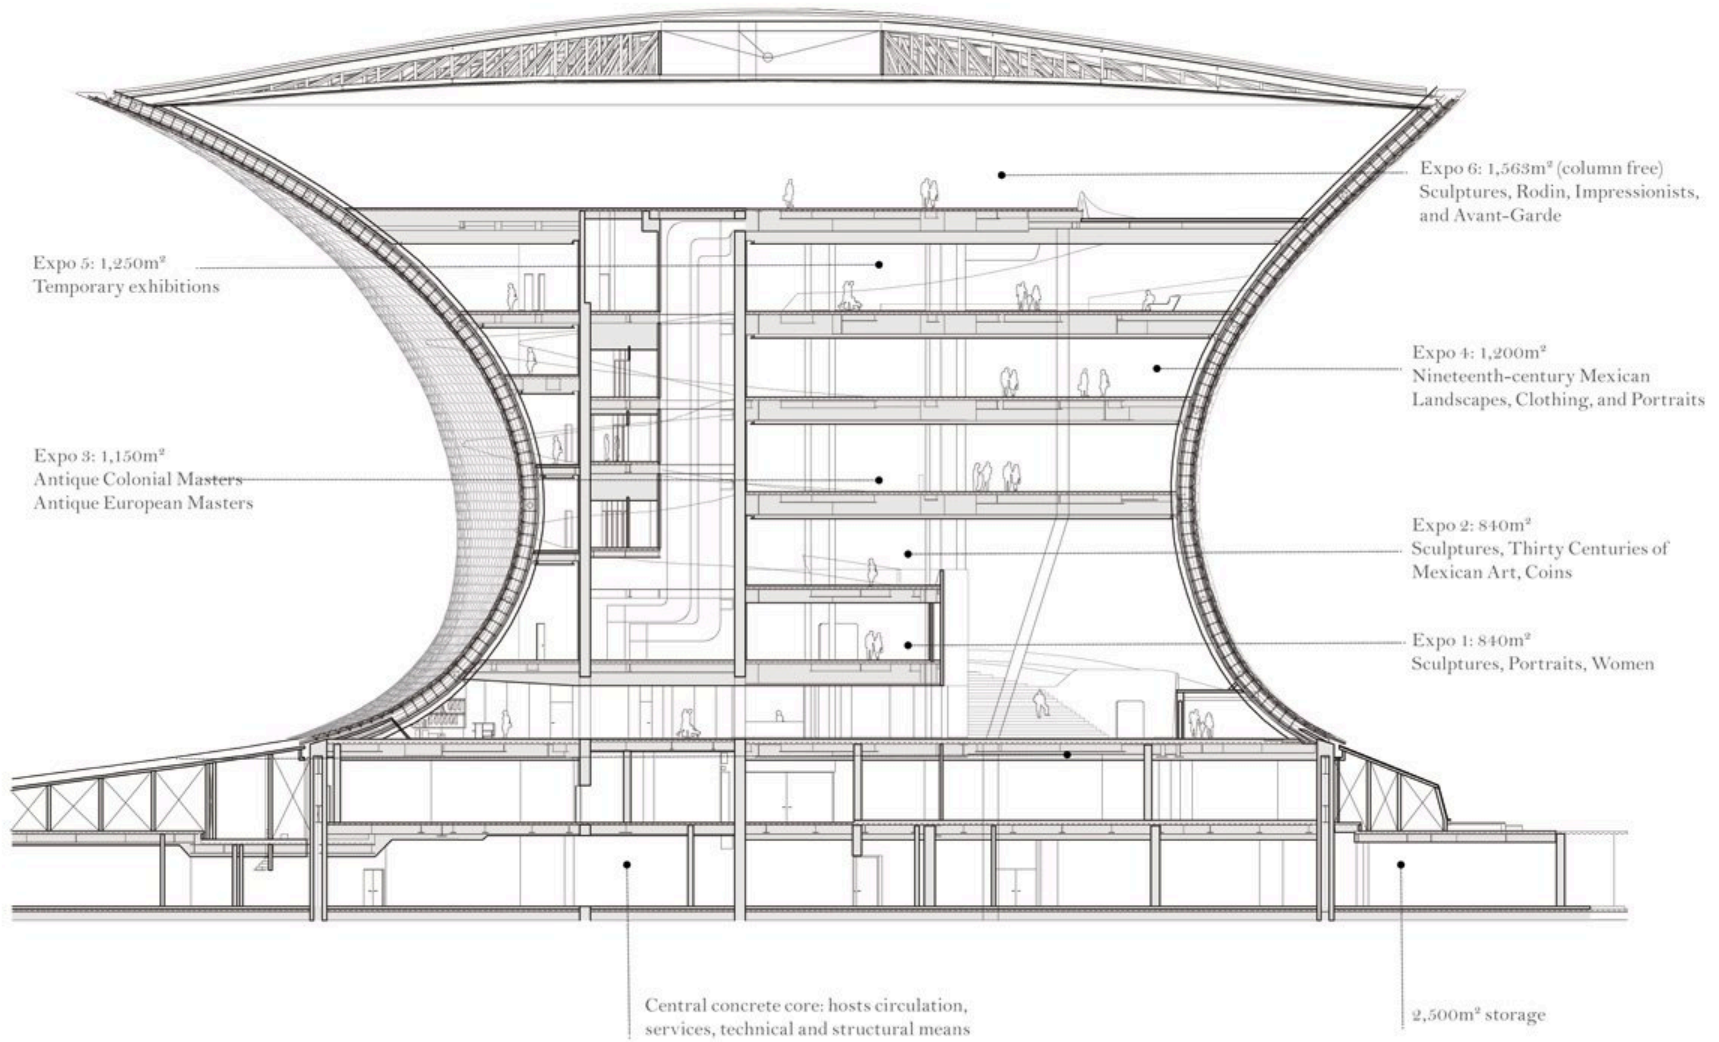 Expo 6: 1,563m² (column free)
Sculptures, Rodin, Impressionists,
and Avant-Garde
Expo 5: 1,250m²
Temporary exhibitions
Expo 4: 1,200m²
Nineteenth-century Mexican
Landscapes, Clothing, and Portraits
Expo 3: 1,150m²
Antique Colonial Masters
Antique European Masters
Expo 2: 840m²
Sculptures, Thirty Centuries of
Mexican Art, Coins
Expo 1: 840m²
Sculptures, Portraits, Women
Central concrete core: hosts circulation,
services, technical and structural means
2,500m² storage